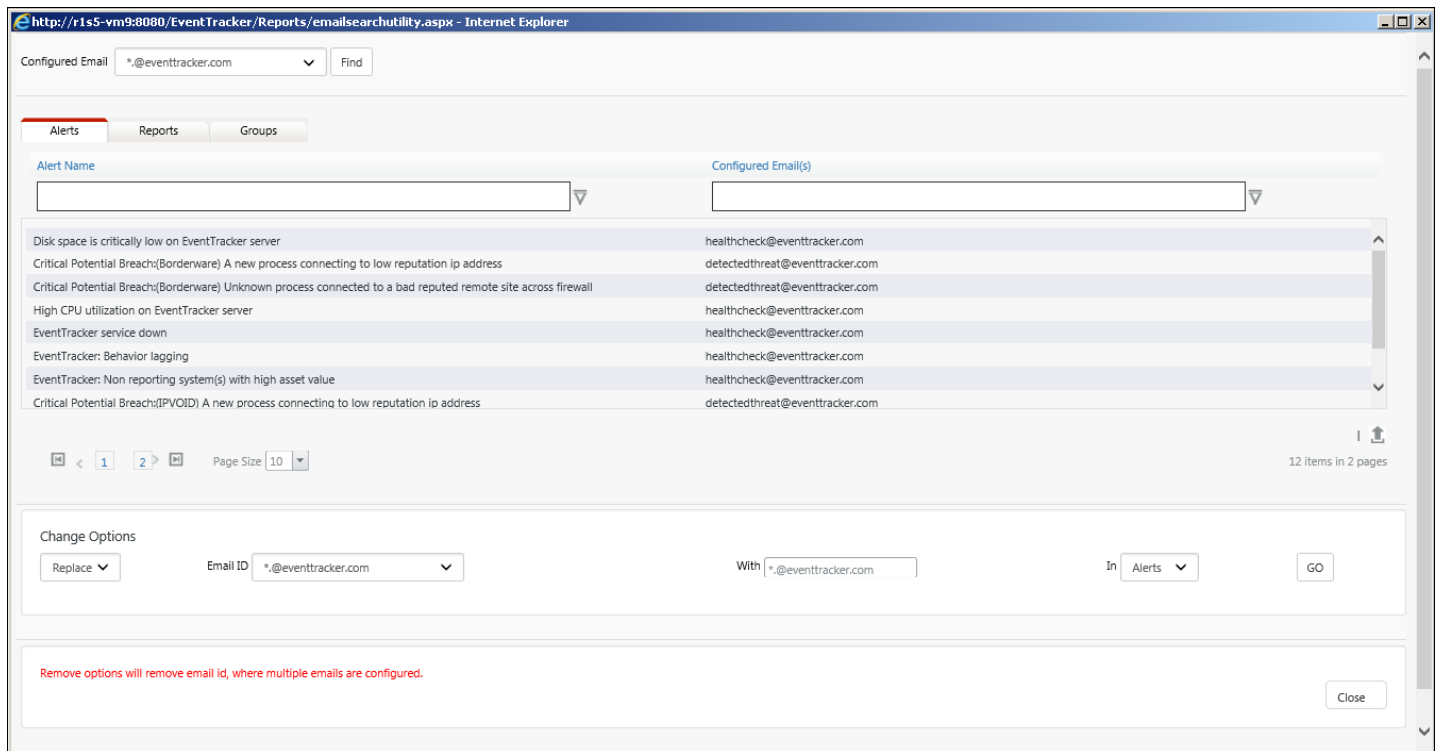 http://r1s5-vm9:8080/EventTracker/Reports/emailsearchutility.aspx - Internet Explorer
Configured Email *.@eventtracker.com Find
Alerts Reports Groups
Alert Name Configured Email(s)
Disk space is critically low on EventTracker server healthcheck@eventtracker.com
Critical Potential Breach:(Borderware) A new process connecting to low reputation ip address detectedthreat@eventtracker.com
Critical Potential Breach:(Borderware) Unknown process connected to a bad reputed remote site across firewall detectedthreat@eventtracker.com
High CPU utilization on EventTracker server healthcheck@eventtracker.com
EventTracker service down healthcheck@eventtracker.com
EventTracker: Behavior lagging healthcheck@eventtracker.com
EventTracker: Non reporting system(s) with high asset value healthcheck@eventtracker.com
Critical Potential Breach:(IPVOID) A new process connecting to low reputation ip address detectedthreat@eventtracker.com
1 2 Page Size 10 12 items in 2 pages
Change Options
Replace Email ID *.@eventtracker.com With *.@eventtracker.com In Alerts GO
Remove options will remove email id, where multiple emails are configured.
Close